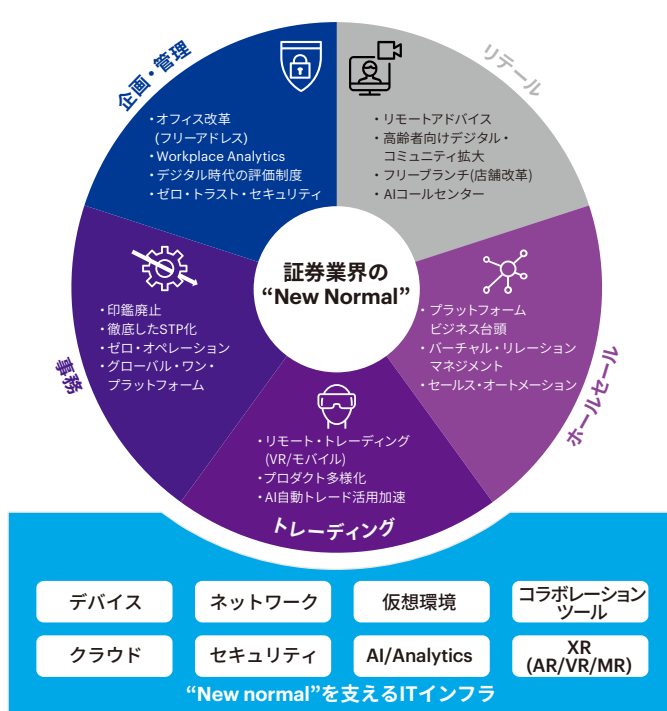 企画・管理
・オフィス改革
(フリーアドレス)
・Workplace Analytics
・デジタル時代の評価制度
・ゼロ・トラスト・セキュリティ
リテール
・リモートアドバイス
・高齢者向けデジタル・
コミュニティ拡大
・フリーブランチ(店舗改革)
・AIコールセンター
証券業界の
“New Normal”
事務
・印鑑廃止
・徹底したSTP化
・ゼロ・オペレーション
・グローバル・ワン・
プラットフォーム
ホールセール
・プラットフォーム
ビジネス台頭
・バーチャル・リレーション
マネジメント
・セールス・オートメーション
・リモート・トレーディング
(VR/モバイル)
・プロダクト多様化
・AI自動トレード活用加速
トレーディング
デバイス
ネットワーク
仮想環境
コラボレーション
ツール
クラウド
セキュリティ
AI/Analytics
XR
(AR/VR/MR)
“New normal”を支えるITインフラ